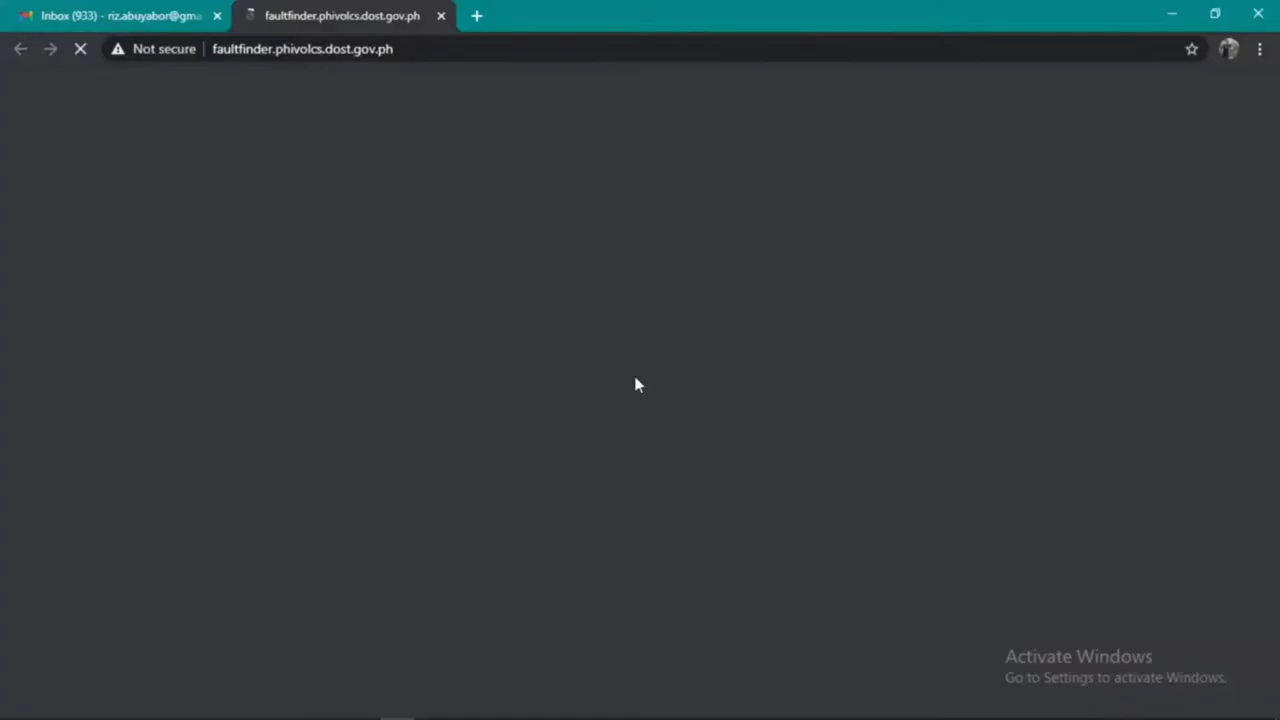 Inbox (933) - riz.abuyabor@gma
faultfinder.phivolcs.dost.gov.ph
Not secure
faultfinder.phivolcs.dost.gov.ph
Activate Windows
Go to Settings to activate Windows.